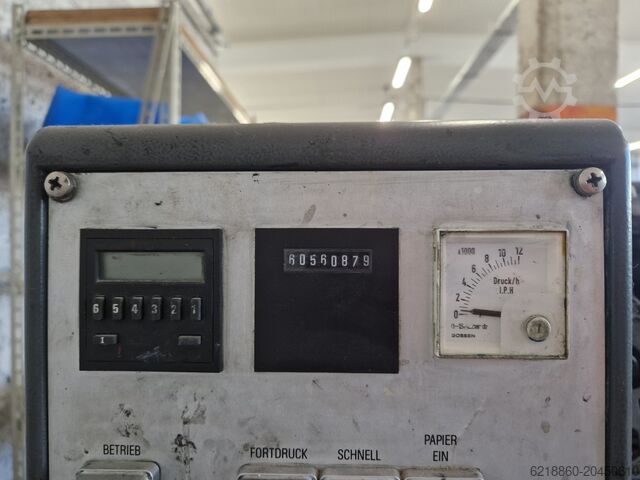 60560879
x1000
0 2 4 6 8 10 12
Druck/h
I.P.H
GOSSEN
6 5 4 3 2 1
BETRIEB
FORTDRUCK
SCHNELL
PAPIER
EIN
6218860-20450610